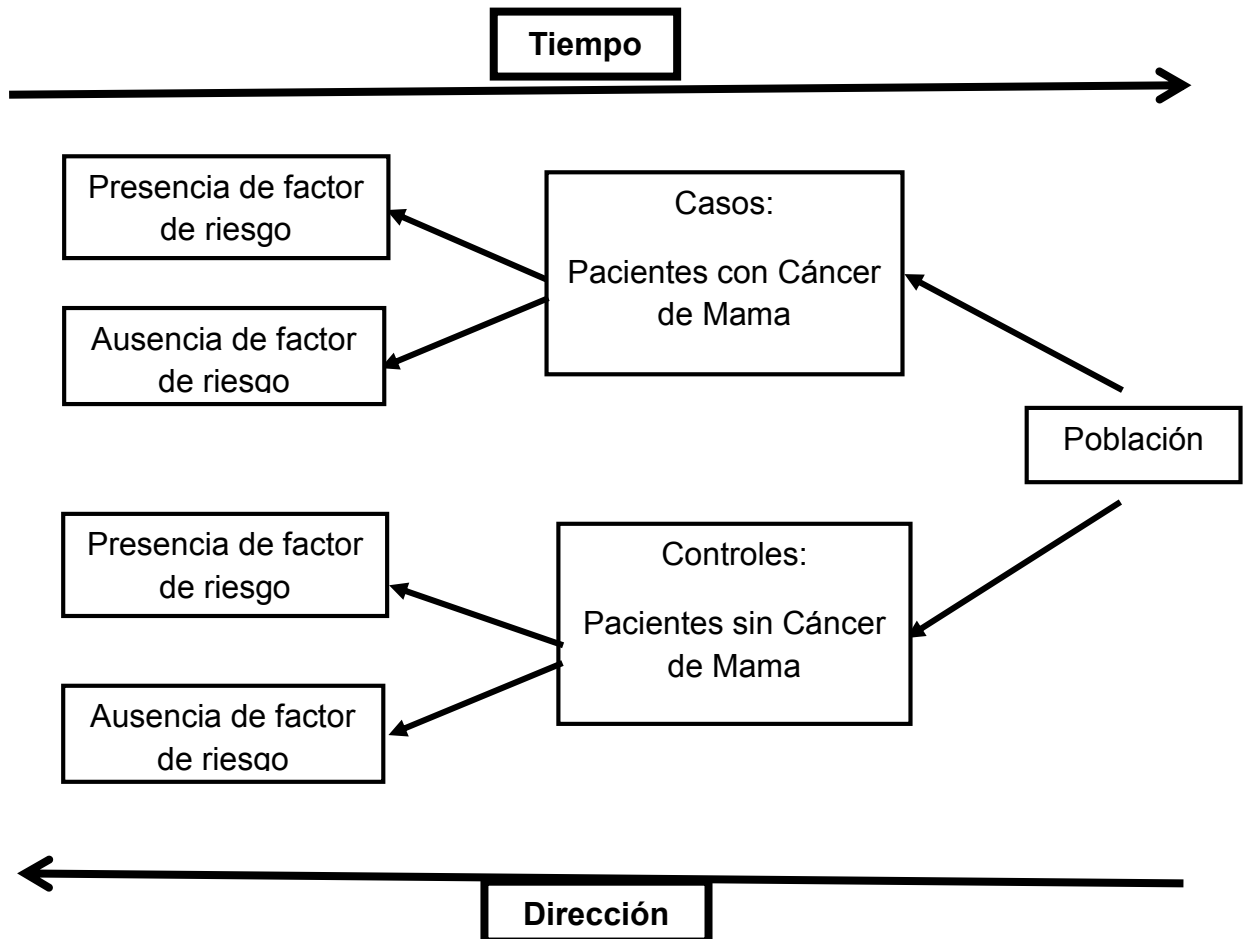 Tiempo
Presencia de factor
de riesgo
Ausencia de factor
de riesgo
Casos:
Pacientes con Cáncer
de Mama
Población
Presencia de factor
de riesgo
Ausencia de factor
de riesgo
Controles:
Pacientes sin Cáncer
de Mama
Dirección